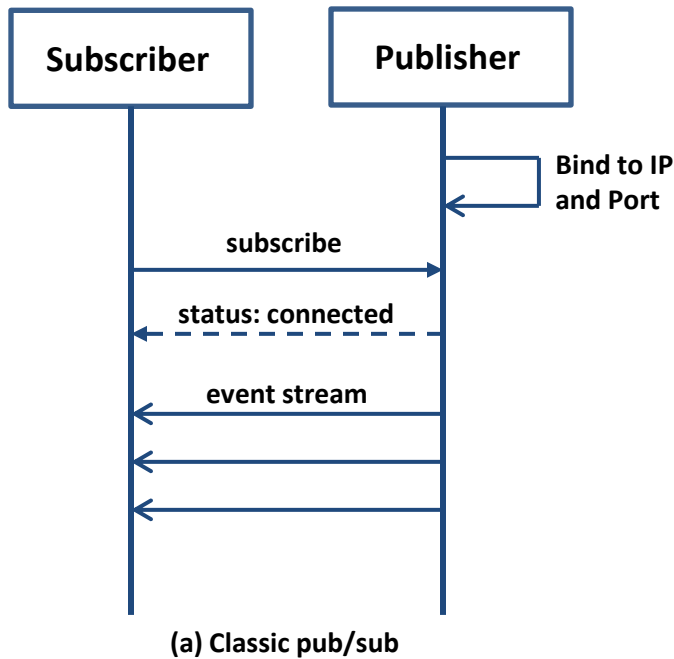 Subscriber
Publisher
Bind to IP
and Port
subscribe
status: connected
event stream
(a) Classic pub/sub